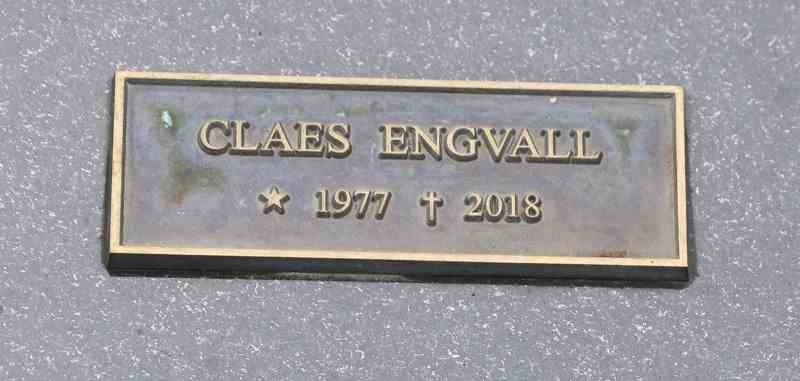 CLAES ENGVALL
★ 1977 ✝ 2018